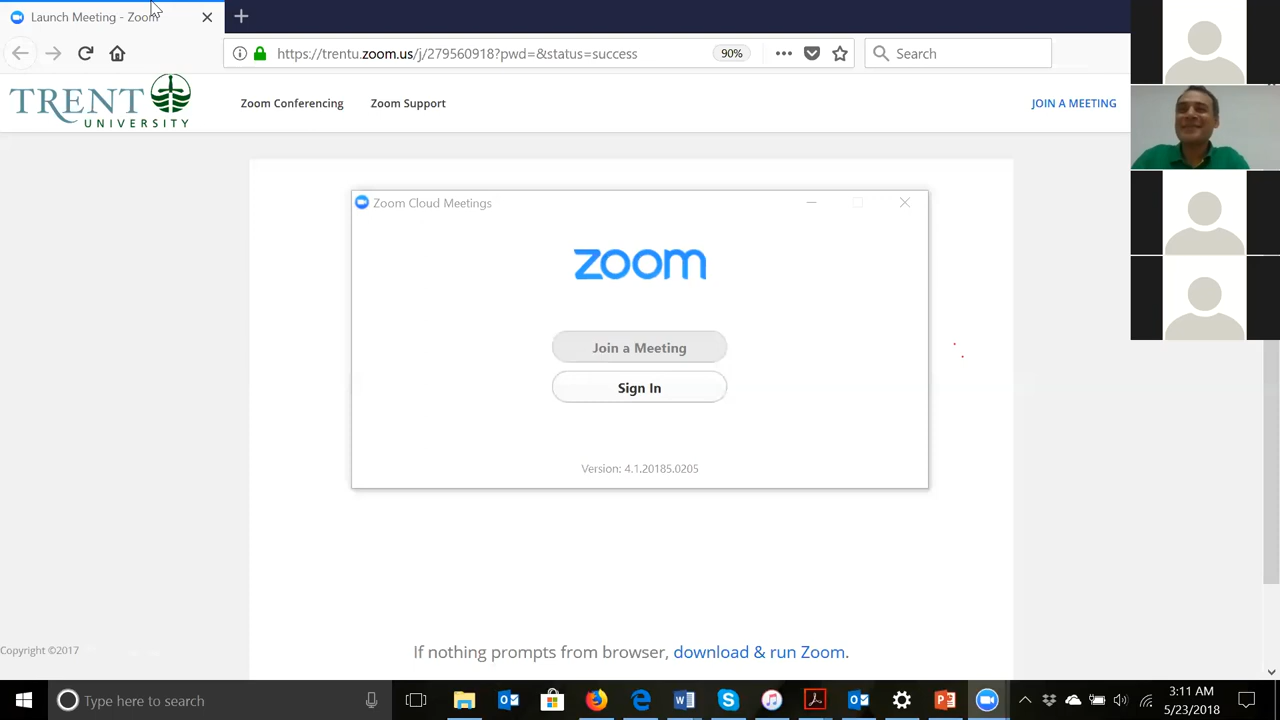 Launch Meeting - Zoom
https://trentu.zoom.us/j/279560918?pwd=&status=success
90%
Search
TRENT
UNIVERSITY
Zoom Conferencing
Zoom Support
JOIN A MEETING
Zoom Cloud Meetings
zoom
Join a Meeting
Sign In
Version: 4.1.20185.0205
If nothing prompts from browser, download & run Zoom.
Copyright ©2017
Type here to search
3:11 AM
5/23/2018